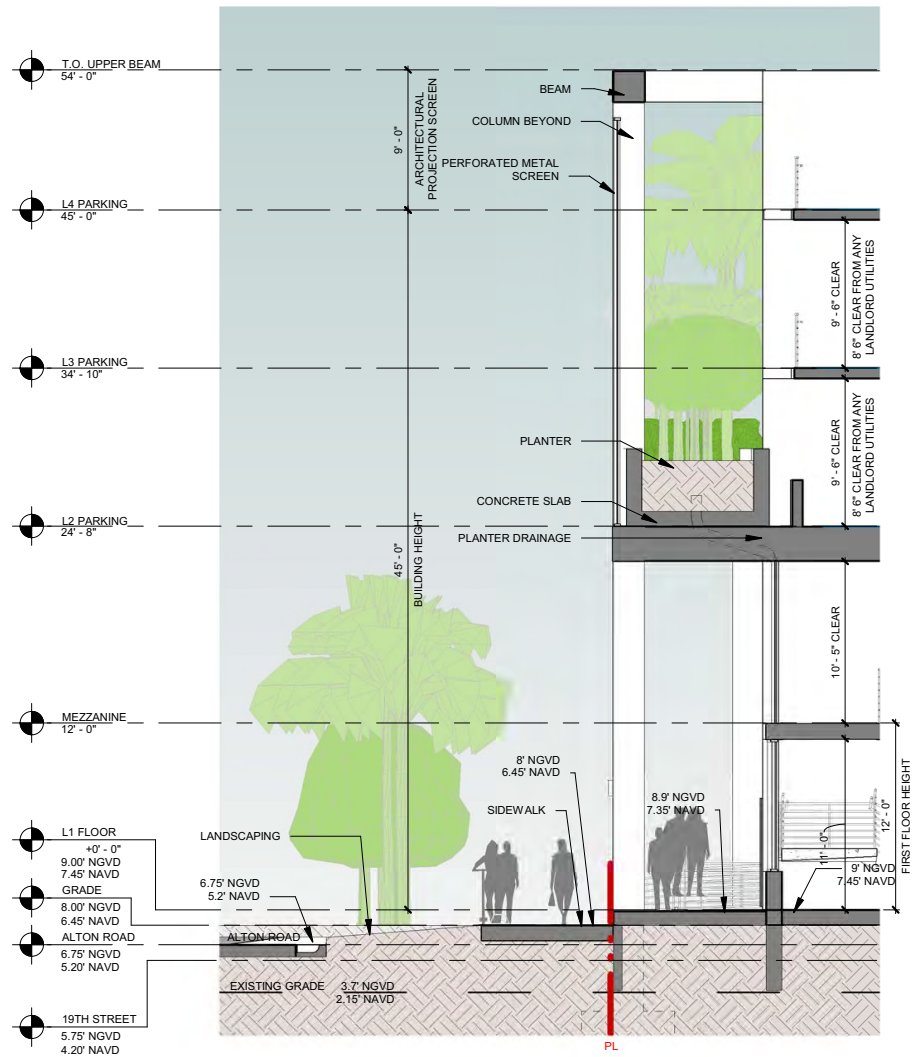 T.O. UPPER BEAM
54' - 0"
BEAM
COLUMN BEYOND
PERFORATED METAL
SCREEN
9' - 0"
ARCHITECTURAL
PROJECTION SCREEN
L4 PARKING
45' - 0"
9' - 6" CLEAR
8' 6" CLEAR FROM ANY
LANDLORD UTILITIES
L3 PARKING
34' - 10"
9' - 6" CLEAR
8' 6" CLEAR FROM ANY
LANDLORD UTILITIES
PLANTER
CONCRETE SLAB
PLANTER DRAINAGE
L2 PARKING
24' - 8"
45' - 0"
BUILDING HEIGHT
10' - 5" CLEAR
MEZZANINE
12' - 0"
8' NGVD
6.45' NAVD
SIDEWALK
8.9' NGVD
7.35' NAVD
12' - 0"
FIRST FLOOR HEIGHT
11' - 0"
9' NGVD
7.45' NAVD
L1 FLOOR
+0' - 0"
9.00' NGVD
7.45' NAVD
LANDSCAPING
6.75' NGVD
5.2' NAVD
GRADE
8.00' NGVD
6.45' NAVD
ALTON ROAD
ALTON ROAD
6.75' NGVD
5.20' NAVD
EXISTING GRADE
3.7' NGVD
2.15' NAVD
19TH STREET
5.75' NGVD
4.20' NAVD
PL